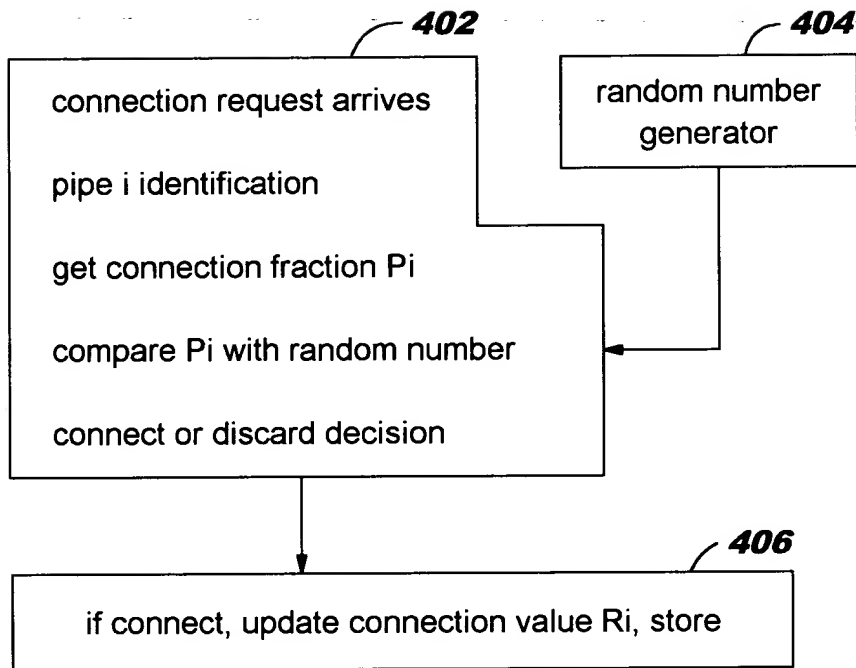 402
connection request arrives
pipe i identification
get connection fraction Pi
compare Pi with random number
connect or discard decision
404
random number
generator
406
if connect, update connection value Ri, store